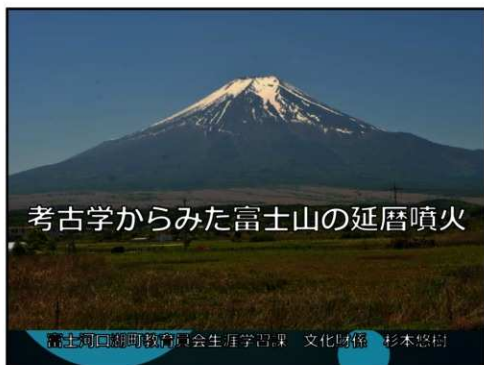 考古学からみた富士山の延暦噴火
富士河口湖町教育員会生涯学習課　文化財係　杉本悠樹